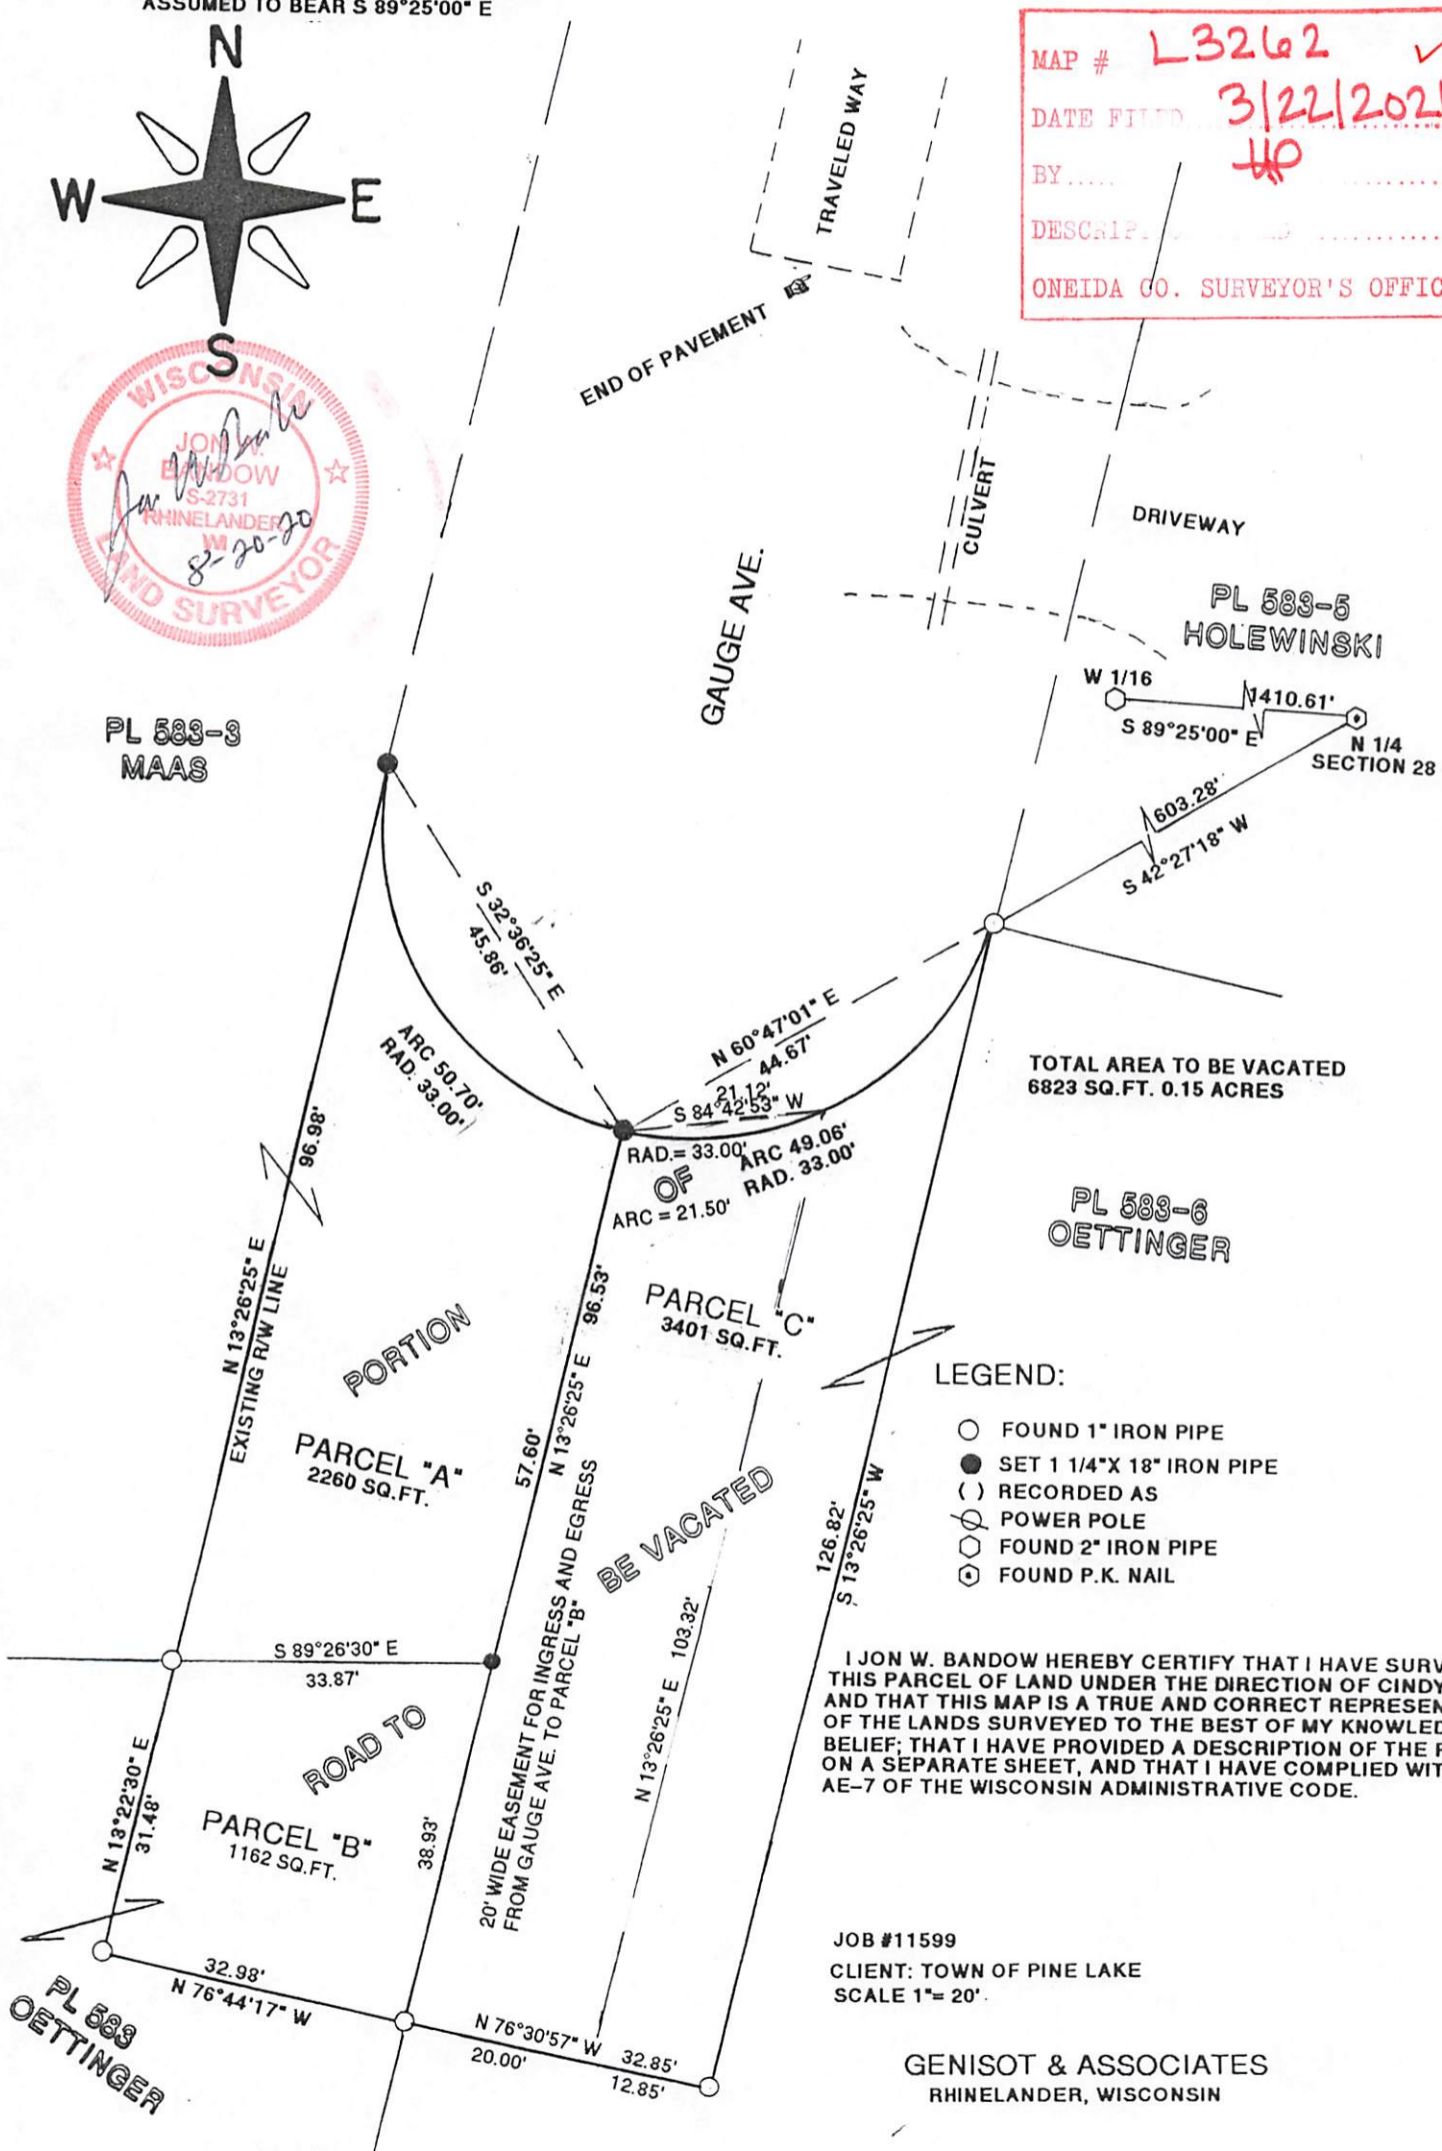 ASSUMED TO BEAR S 89°25'00" E
N
W
E
S
MAP # L3262
DATE FILED 3/22/2021
BY
ONEIDA CO. SURVEYOR'S OFFIC
TRAVELED WAY
END OF PAVEMENT
WISCONSIN
JON W.
BANDOW
S-2731
RHINELANDER
WI
8-20-20
LAND SURVEYOR
CULVERT
DRIVEWAY
GAUGE AVE.
PL 583-5
HOLEWINSKI
W 1/16
1410.61'
S 89°25'00" E
N 1/4
SECTION 28
603.28'
S 42°27'18" W
PL 583-3
MAAS
S 32°36'25" E
45.86'
N 60°47'01" E
44.67'
21.12'
S 84°42'53" W
ARC 50.70'
RAD. 33.00'
RAD.= 33.00'
ARC 49.06'
RAD. 33.00'
OF
ARC = 21.50'
TOTAL AREA TO BE VACATED
6823 SQ.FT. 0.15 ACRES
PL 583-6
OETTINGER
96.98'
N 13°26'25" E
EXISTING R/W LINE
PORTION
PARCEL "A"
2260 SQ.FT.
96.53'
N 13°26'25" E
57.60'
PARCEL "C"
3401 SQ.FT.
BE VACATED
126.82'
S 13°26'25" W
LEGEND:
FOUND 1" IRON PIPE
SET 1 1/4"X 18" IRON PIPE
( ) RECORDED AS
POWER POLE
FOUND 2" IRON PIPE
FOUND P.K. NAIL
S 89°26'30" E
33.87'
ROAD TO
20' WIDE EASEMENT FOR INGRESS AND EGRESS
FROM GAUGE AVE. TO PARCEL "B"
N 13°26'25" E 103.32'
I JON W. BANDOW HEREBY CERTIFY THAT I HAVE SURV
THIS PARCEL OF LAND UNDER THE DIRECTION OF CINDY
AND THAT THIS MAP IS A TRUE AND CORRECT REPRESEN
OF THE LANDS SURVEYED TO THE BEST OF MY KNOWLED
BELIEF; THAT I HAVE PROVIDED A DESCRIPTION OF THE
ON A SEPARATE SHEET, AND THAT I HAVE COMPLIED WIT
AE-7 OF THE WISCONSIN ADMINISTRATIVE CODE.
N 13°22'30" E
31.48'
PARCEL "B"
1162 SQ.FT.
38.93'
32.98'
N 76°44'17" W
PL 583
OETTINGER
N 76°30'57" W 32.85'
20.00'
12.85'
JOB #11599
CLIENT: TOWN OF PINE LAKE
SCALE 1"= 20'
GENISOT & ASSOCIATES
RHINELANDER, WISCONSIN